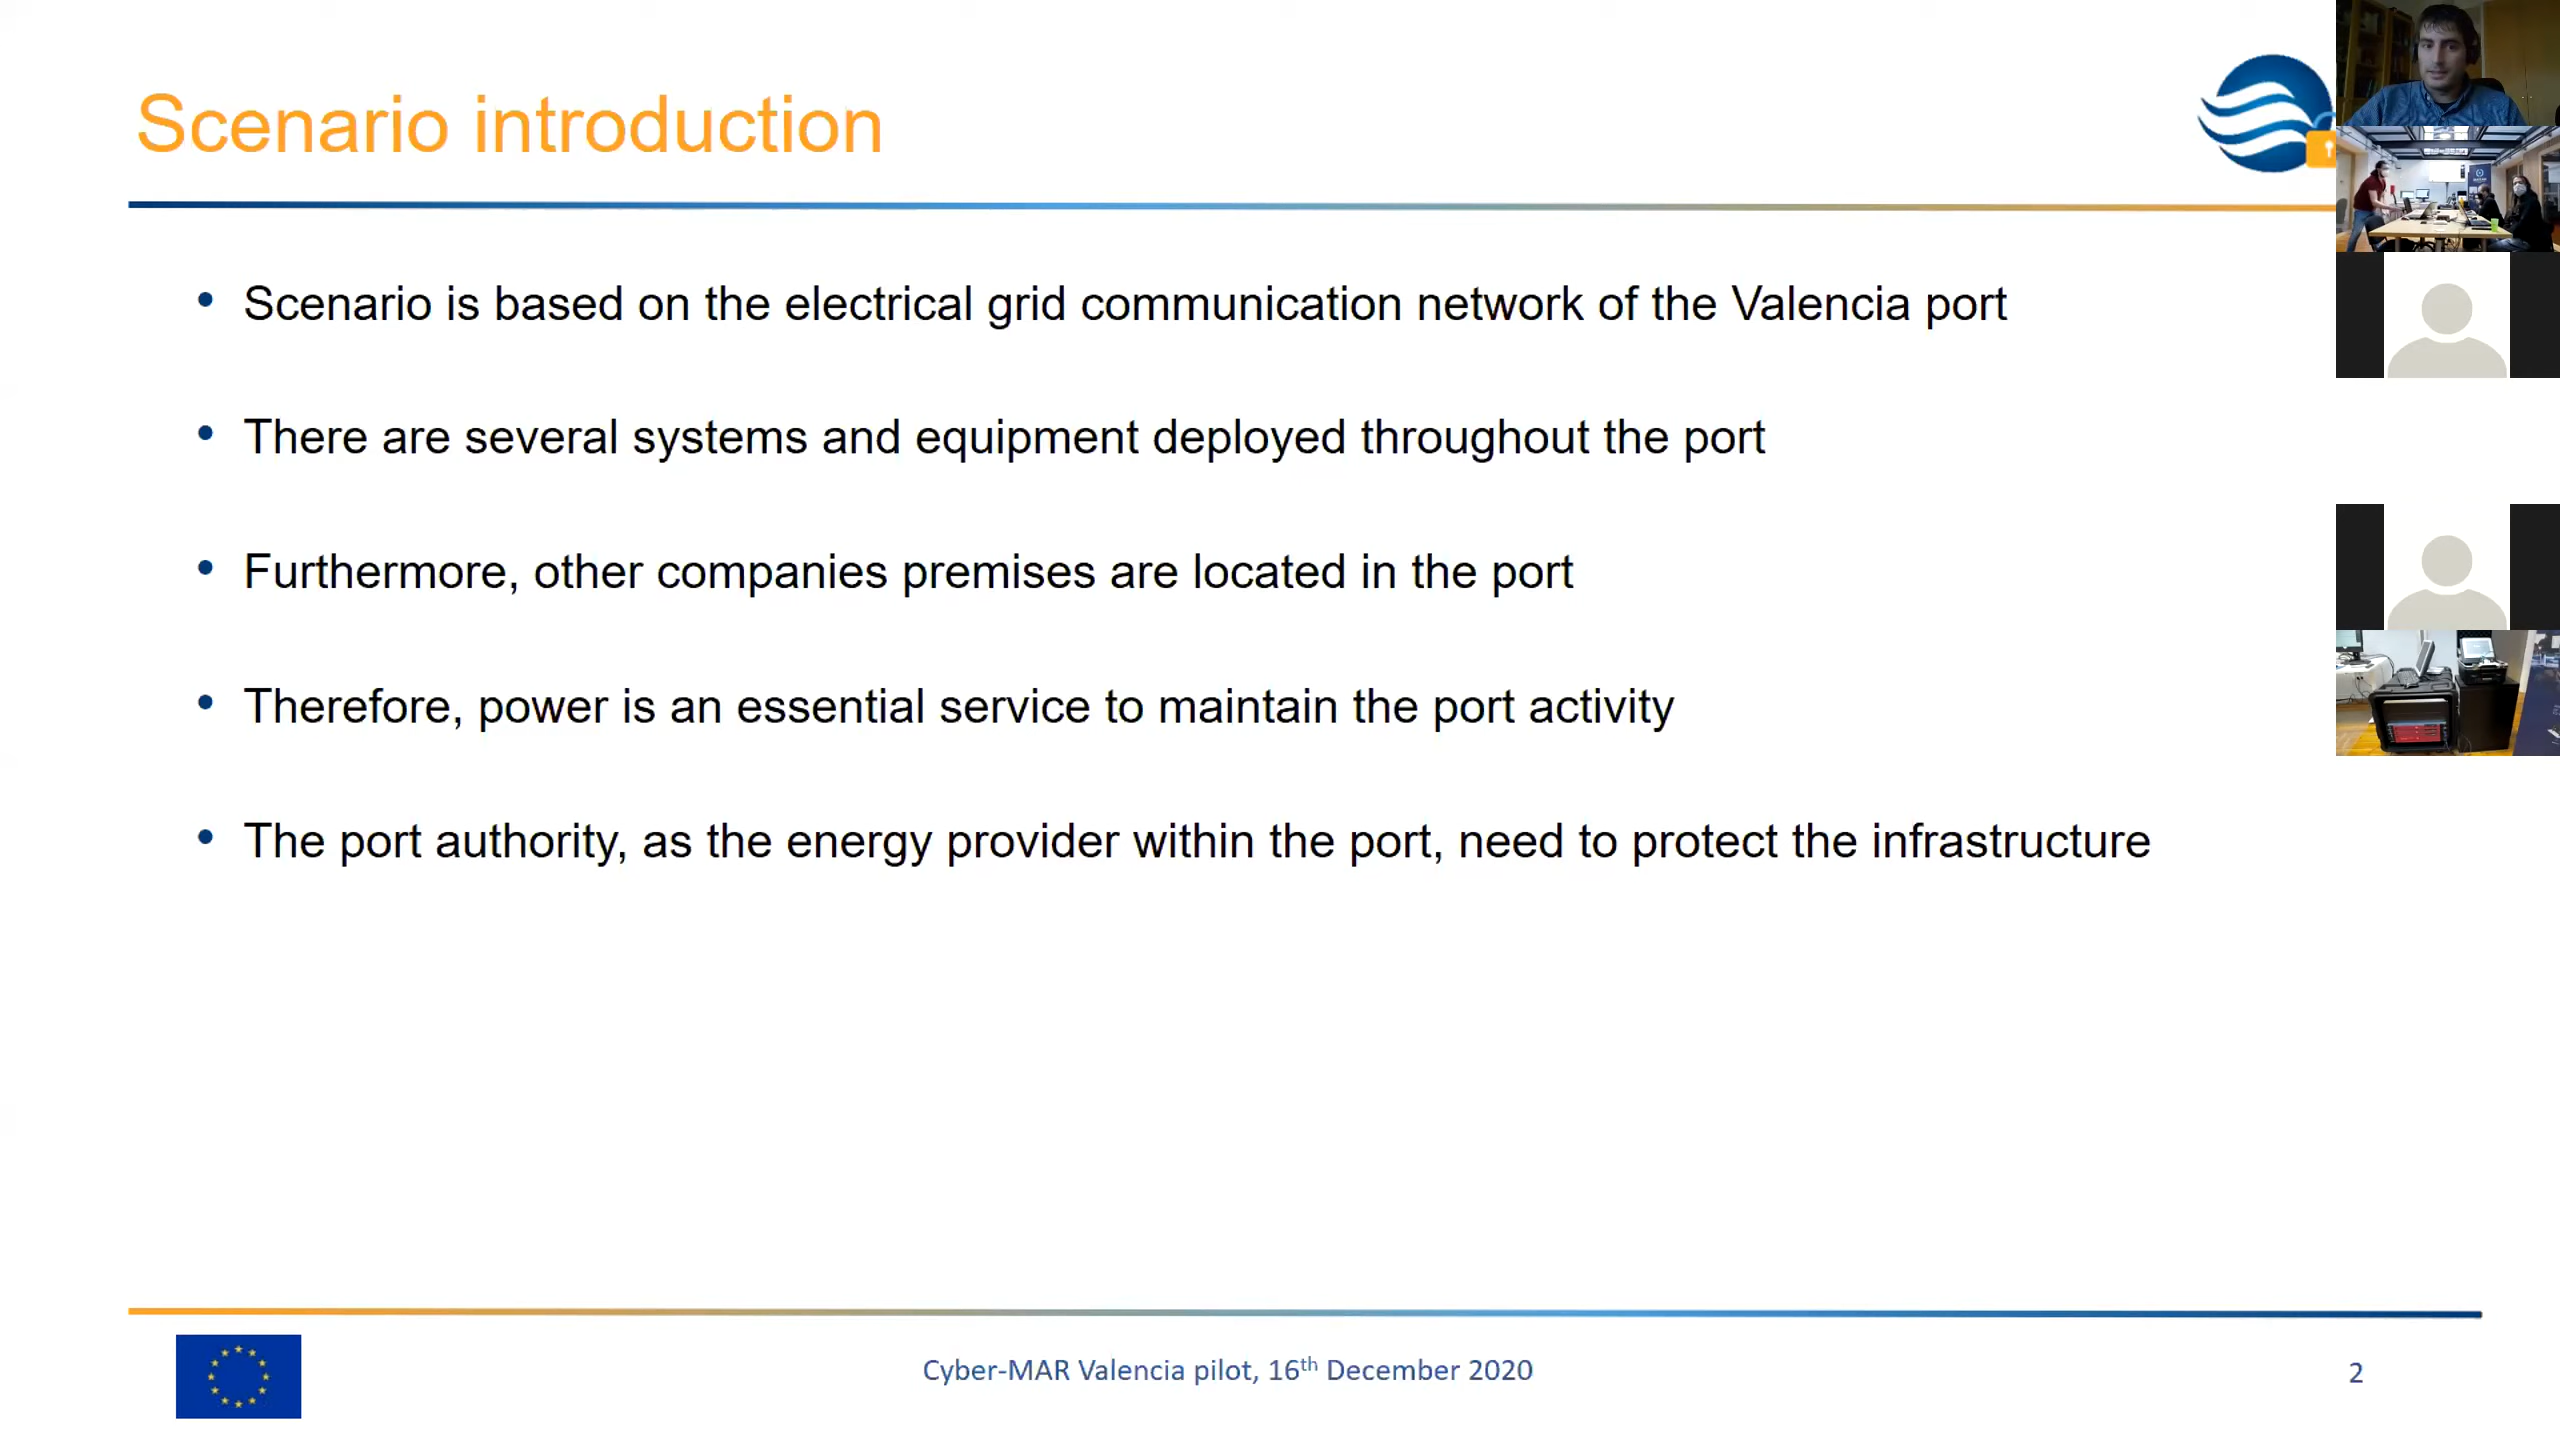 Scenario introduction
• Scenario is based on the electrical grid communication network of the Valencia port
• There are several systems and equipment deployed throughout the port
• Furthermore, other companies premises are located in the port
• Therefore, power is an essential service to maintain the port activity
• The port authority, as the energy provider within the port, need to protect the infrastructure
Cyber-MAR Valencia pilot, 16th December 2020
2